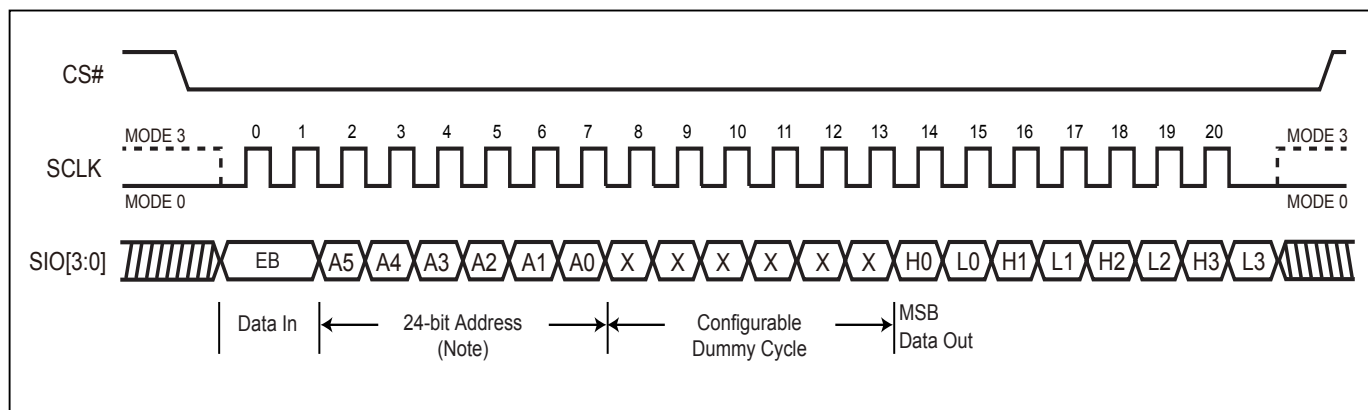 CS#
MODE 3 0 1 2 3 4 5 6 7 8 9 10 11 12 13 14 15 16 17 18 19 20 MODE 3
SCLK
MODE 0 MODE 0
SIO[3:0] EB A5 A4 A3 A2 A1 A0 X X X X X X H0 L0 H1 L1 H2 L2 H3 L3
Data In 24-bit Address Configurable MSB
(Note) Dummy Cycle Data Out